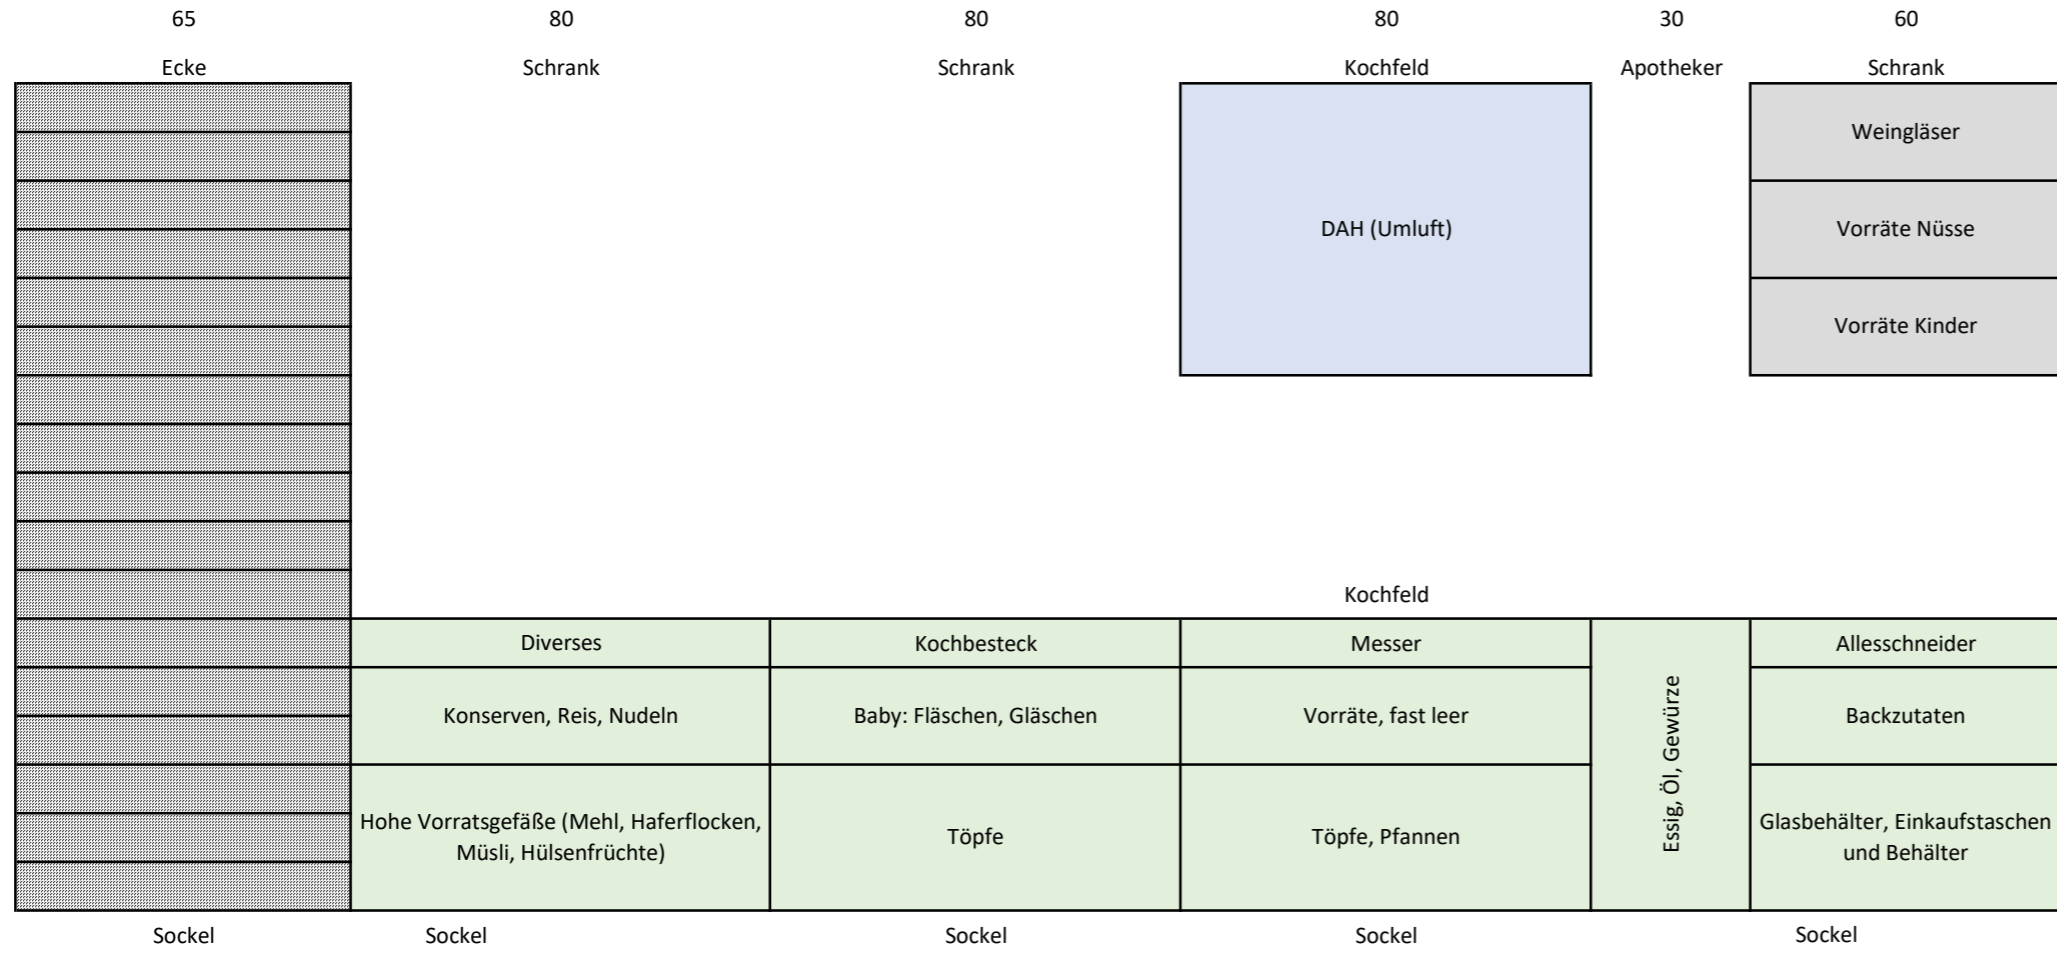 65 80 80 80 30 60
Ecke Schrank Schrank Kochfeld Apotheker Schrank
Weingläser
DAH (Umluft) Vorräte Nüsse
Vorräte Kinder
Kochfeld
Diverses Kochbesteck Messer Allesschneider
Konserven, Reis, Nudeln Baby: Fläschen, Gläschen Vorräte, fast leer Backzutaten
Essig, Öl, Gewürze
Hohe Vorratsgefäße (Mehl, Haferflocken,
Müsli, Hülsenfrüchte)
Töpfe Töpfe, Pfannen
Glasbehälter, Einkaufstaschen
und Behälter
Sockel Sockel Sockel Sockel Sockel